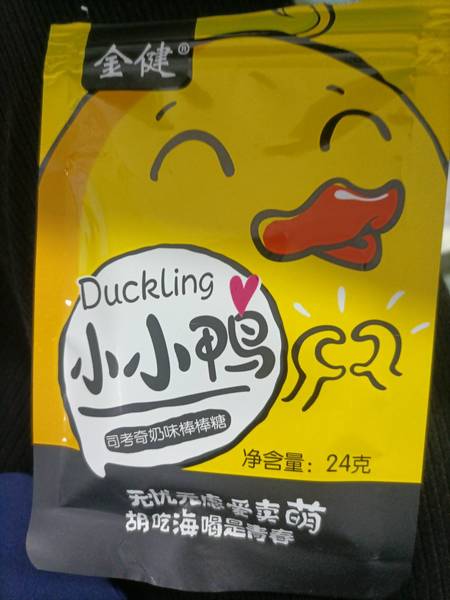 金健®
Duckling
小小鸭
司考奇奶味棒棒糖
净含量：24克
无忧无虑爱卖萌
胡吃海喝是青春